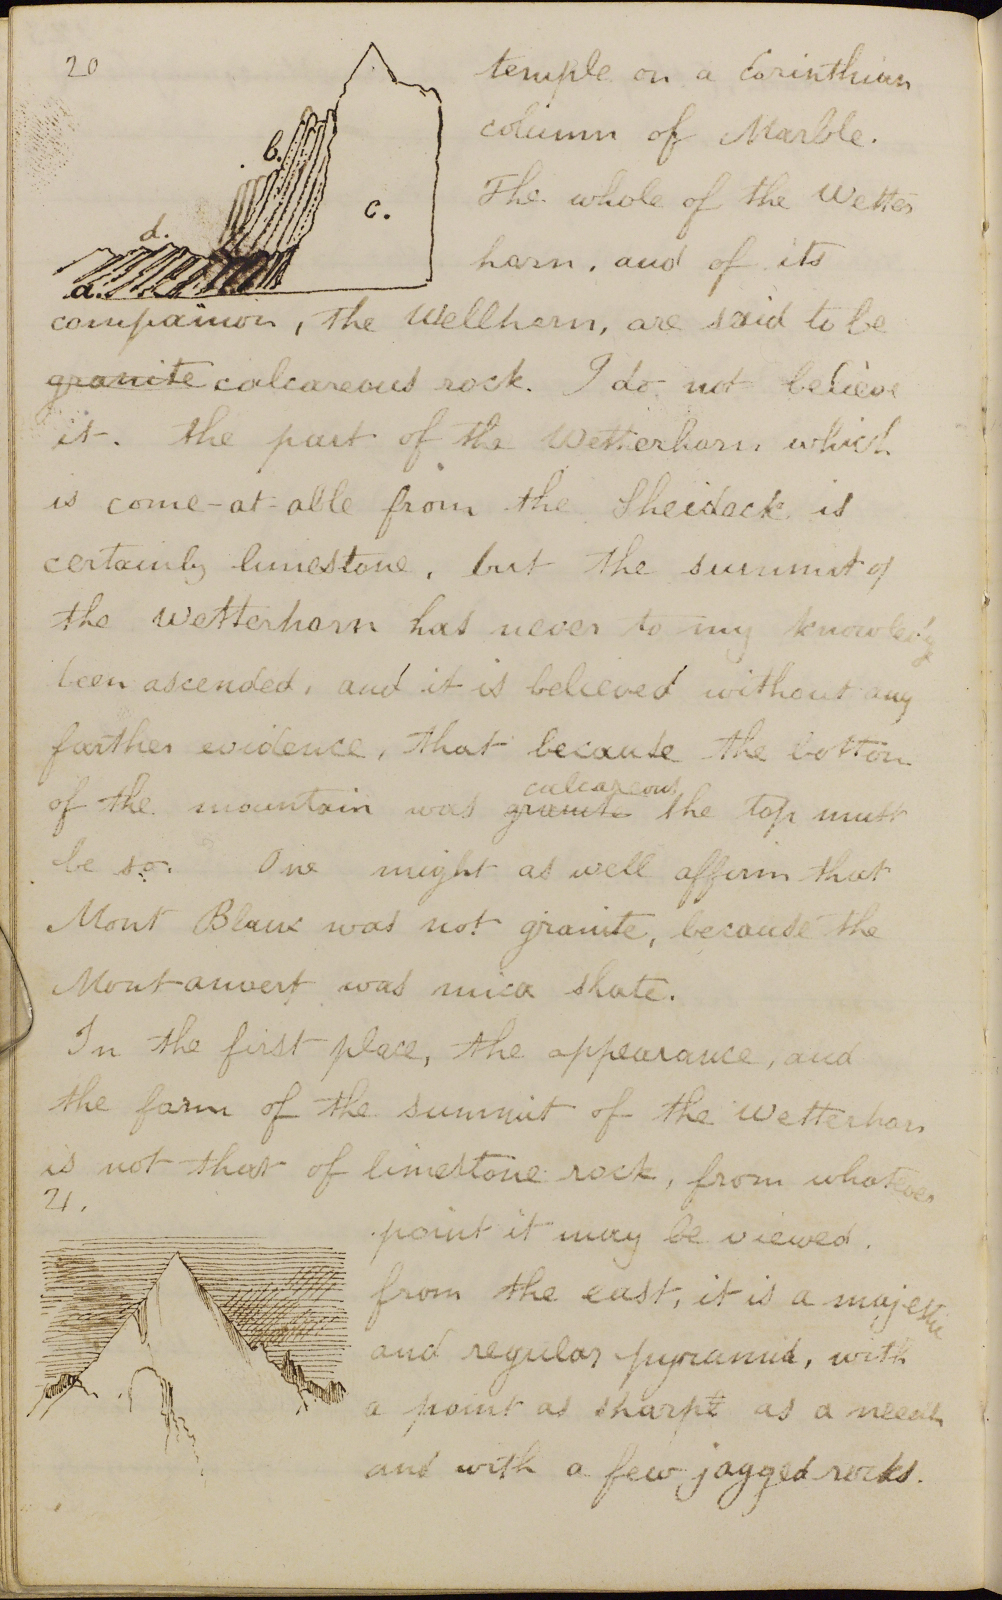 20
temple on a Corinthian
column of Marble.
b.
The whole of the Wetter
c.
d.
horn, and of its
a.
companion, the Wellhorn, are said to be
granite calcareous rock. I do not believe
it. the part of the Wetterhorn which
is come-at-able from the Sheideck is
certainly limestone, but the summit of
the Wetterhorn has never to my knowledg
been ascended, and it is believed without any
farther evidence, that because the bottom
calcareous
of the mountain was granite the top must
be so. One might as well affirm that
Mont Blanc was not granite, because the
Montanvert was mica slate.
In the first place, the appearance, and
the form of the summit of the Wetterhorn
is not that of limestone rock, from whatever
21.
point it may be viewed.
from the east, it is a majestic
and regular pyramid, with
a point as sharp as a needle
and with a few jagged rocks.